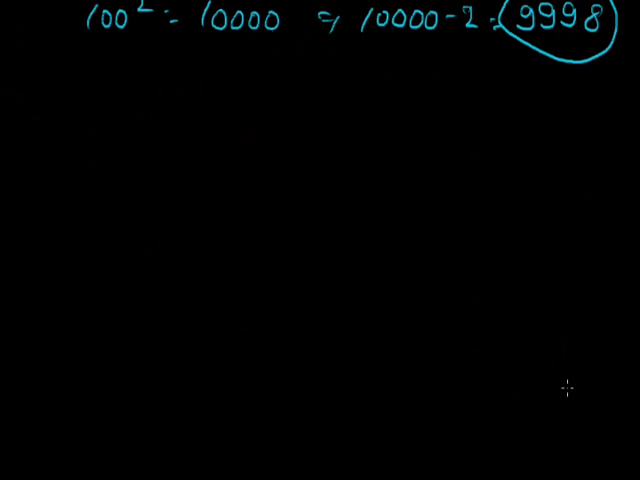 100² = 10000 => 10000-2 = 9998